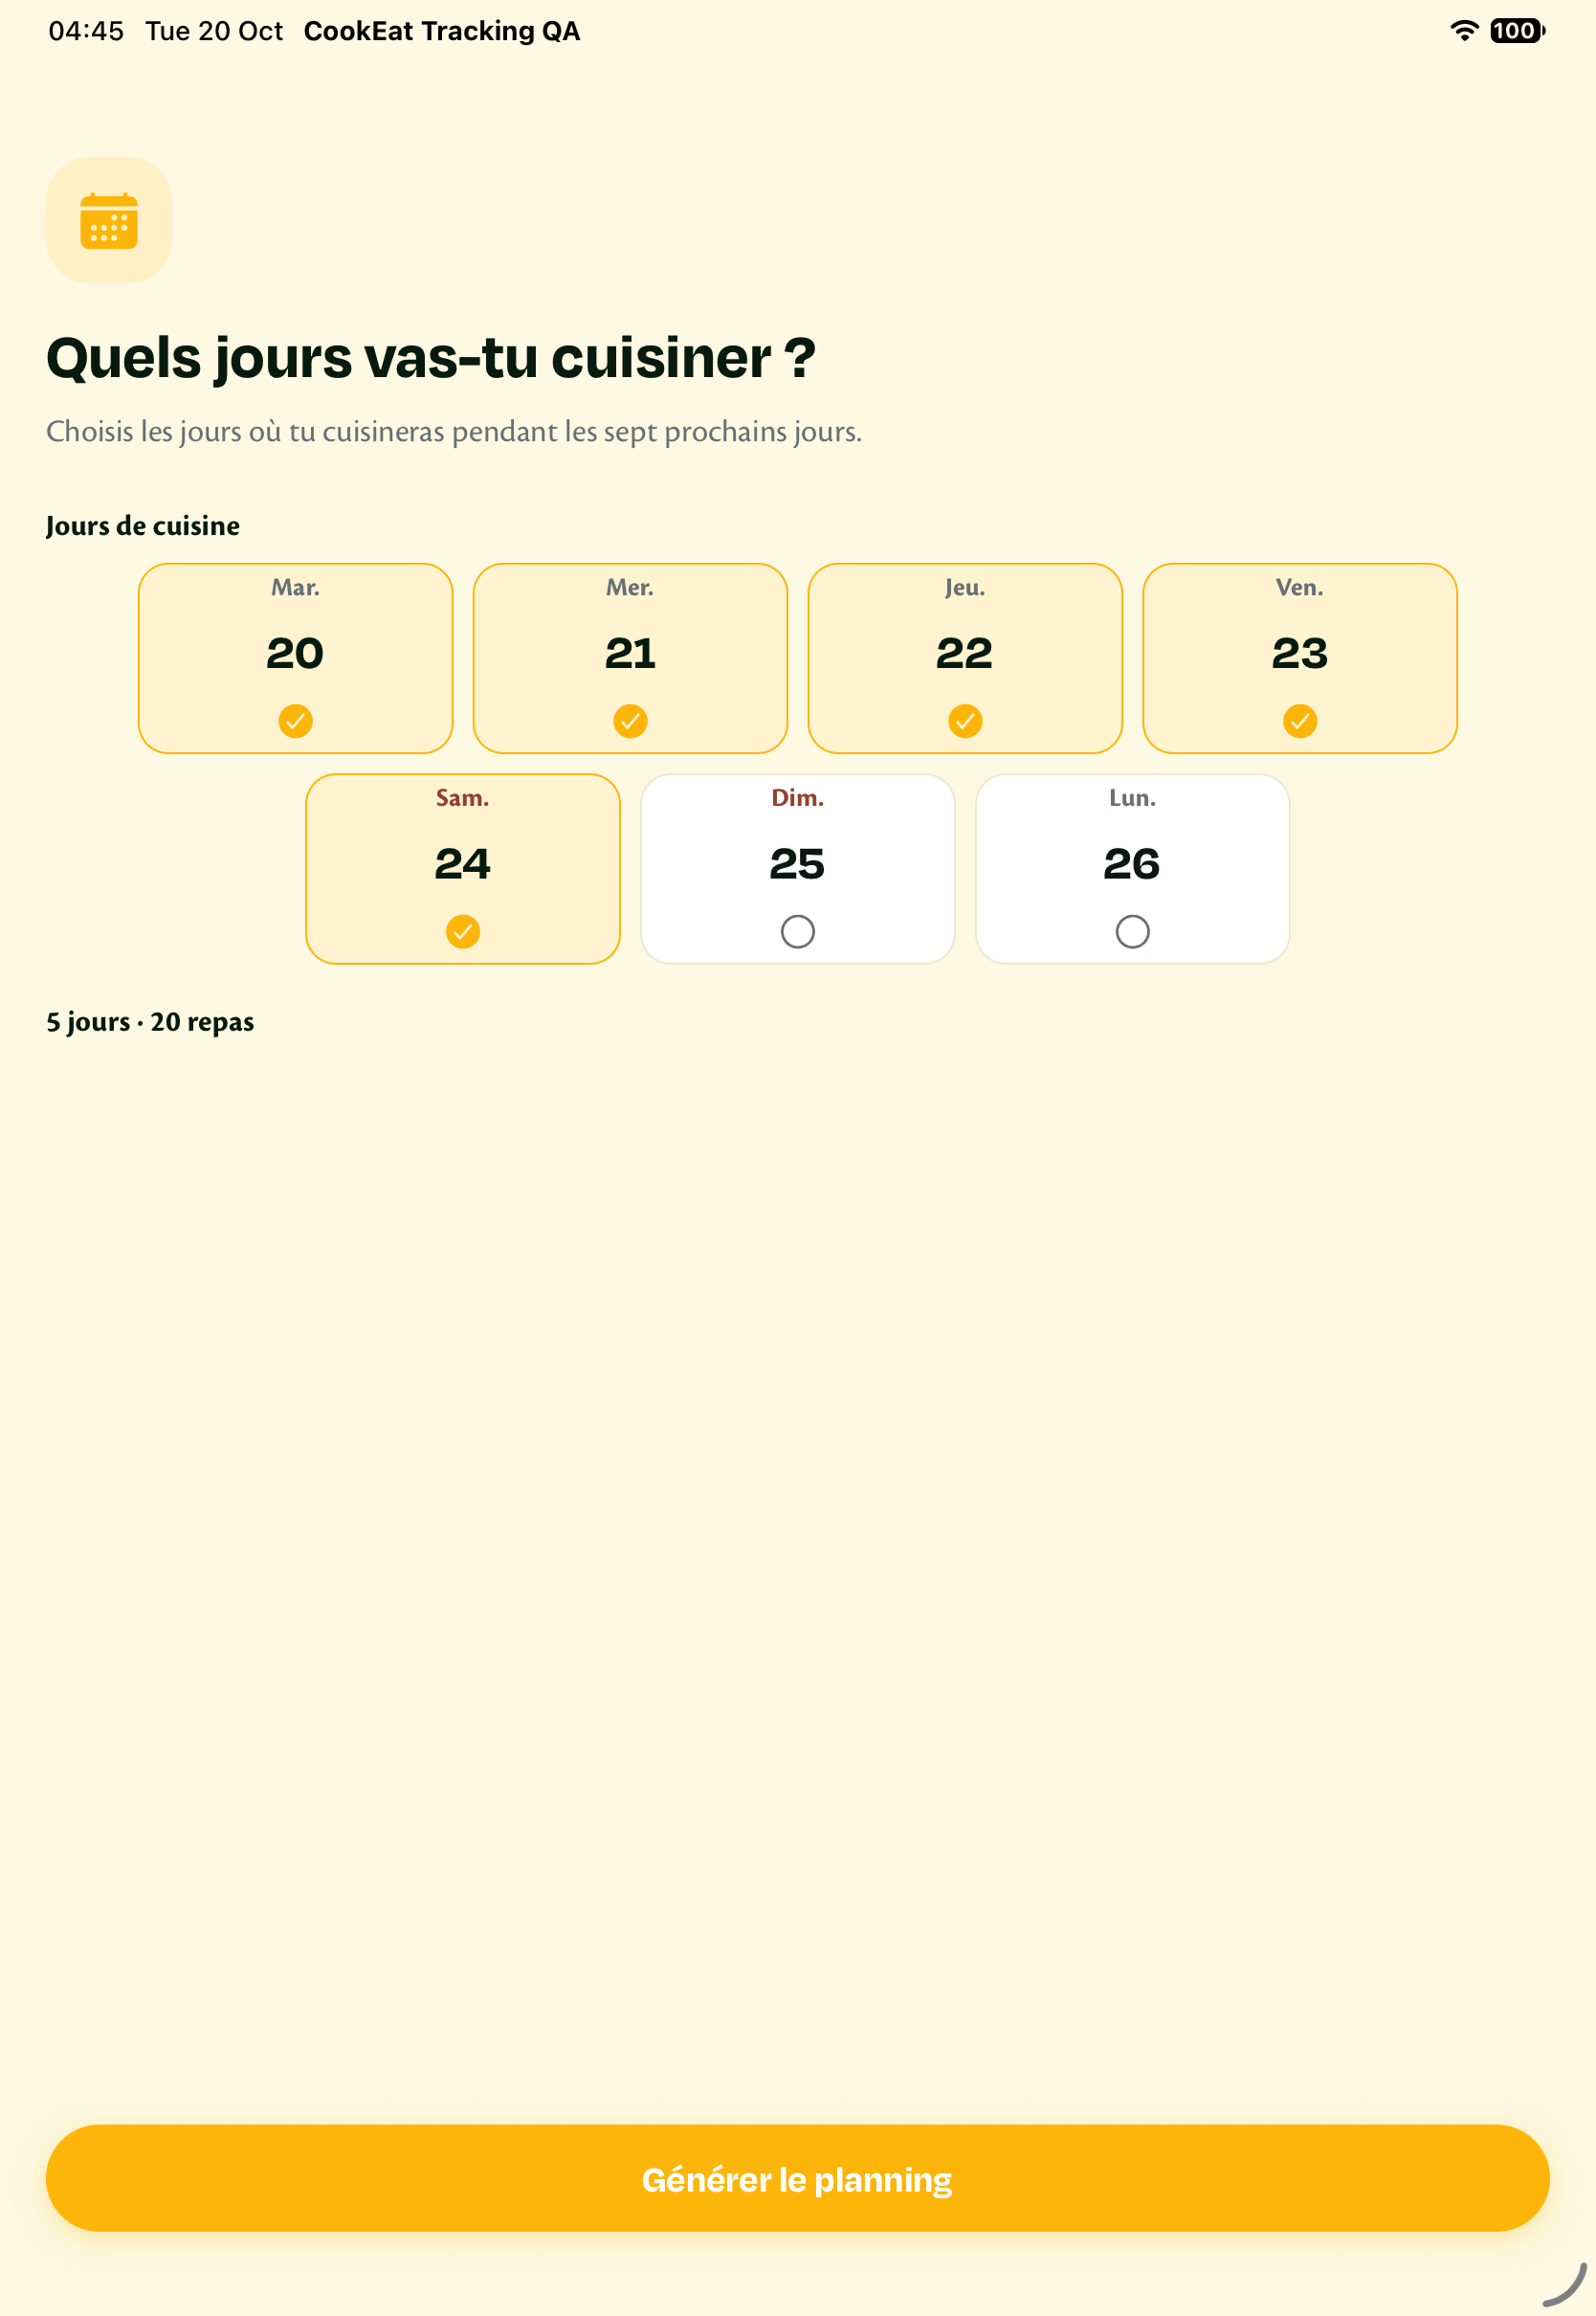 04:45 Tue 20 Oct CookEat Tracking QA 100
Quels jours vas-tu cuisiner ?
Choisis les jours où tu cuisineras pendant les sept prochains jours.
Jours de cuisine
Mar. Mer. Jeu. Ven.
20 21 22 23
Sam. Dim. Lun.
24 25 26
5 jours · 20 repas
Générer le planning